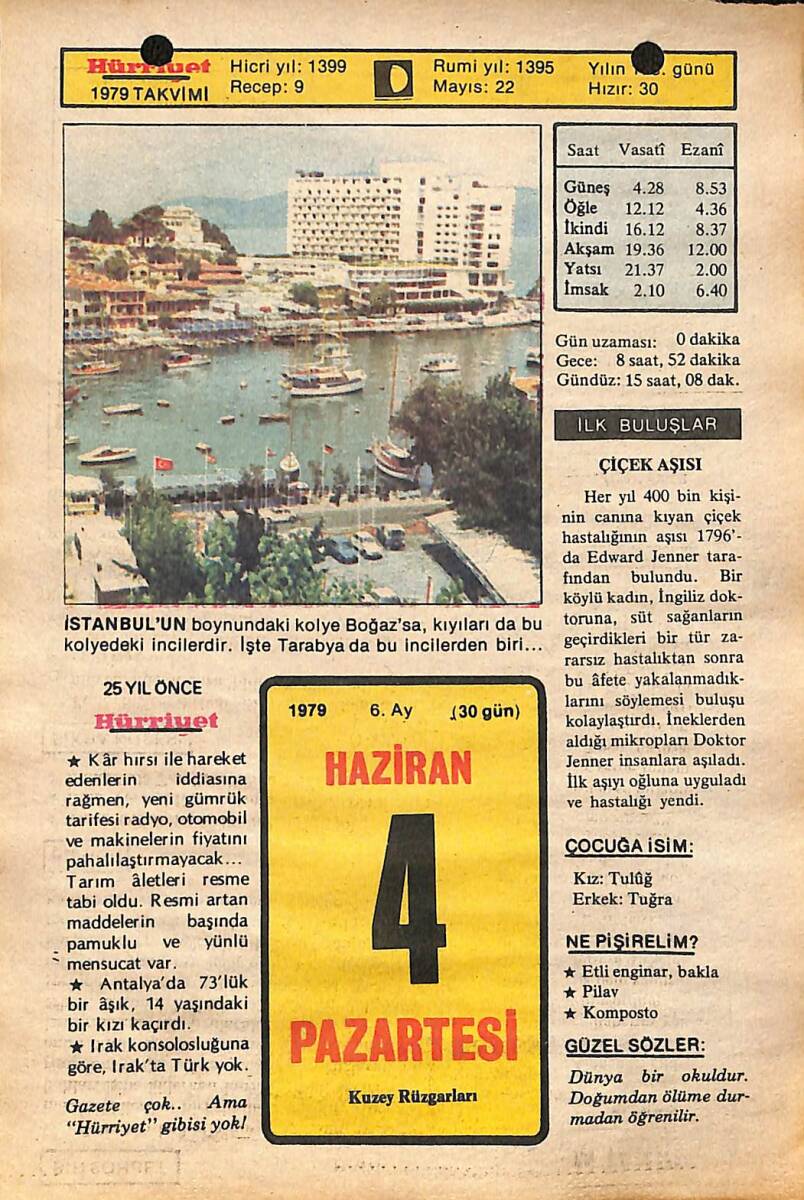 Hürriyet
1979 TAKVİMİ
Hicri yıl: 1399
Recep: 9
Rumi yıl: 1395
Mayıs: 22
Yılın günü
Hızır: 30
Saat Vasatî Ezanî
Güneş 4.28 8.53
Öğle 12.12 4.36
İkindi 16.12 8.37
Akşam 19.36 12.00
Yatsı 21.37 2.00
İmsak 2.10 6.40
Gün uzaması: 0 dakika
Gece: 8 saat, 52 dakika
Gündüz: 15 saat, 08 dak.
İLK BULUŞLAR
ÇİÇEK AŞISI
Her yıl 400 bin kişi-
nin canına kıyan çiçek
hastalığının aşısı 1796'-
da Edward Jenner tara-
fından bulundu. Bir
köylü kadın, İngiliz dok-
toruna, süt sağanların
geçirdikleri bir tür za-
rarsız hastalıktan sonra
bu âfete yakalanmadık-
larını söylemesi buluşu
kolaylaştırdı. İneklerden
aldığı mikropları Doktor
Jenner insanlara aşıladı.
İlk aşıyı oğluna uyguladı
ve hastalığı yendi.
İSTANBUL'UN boynundaki kolye Boğaz'sa, kıyıları da bu
kolyedeki incilerdir. İşte Tarabya da bu incilerden biri...
25 YIL ÖNCE
Hürriyet
★ Kâr hırsı ile hareket
edenlerin iddiasına
rağmen, yeni gümrük
tarifesi radyo, otomobil
ve makinelerin fiyatını
pahalılaştırmayacak...
Tarım âletleri resme
tabi oldu. Resmi artan
maddelerin başında
pamuklu ve yünlü
mensucat var.
★ Antalya'da 73'lük
bir âşık, 14 yaşındaki
bir kızı kaçırdı.
★ Irak konsolosluğuna
göre, Irak'ta Türk yok.
Gazete çok.. Ama
"Hürriyet" gibisi yok!
1979 6. Ay (30 gün)
HAZİRAN
4
PAZARTESİ
Kuzey Rüzgarları
ÇOCUĞA İSİM:
Kız: Tulûğ
Erkek: Tuğra
NE PİŞİRELİM?
★ Etli enginar, bakla
★ Pilav
★ Komposto
GÜZEL SÖZLER:
Dünya bir okuldur.
Doğumdan ölüme dur-
madan öğrenilir.